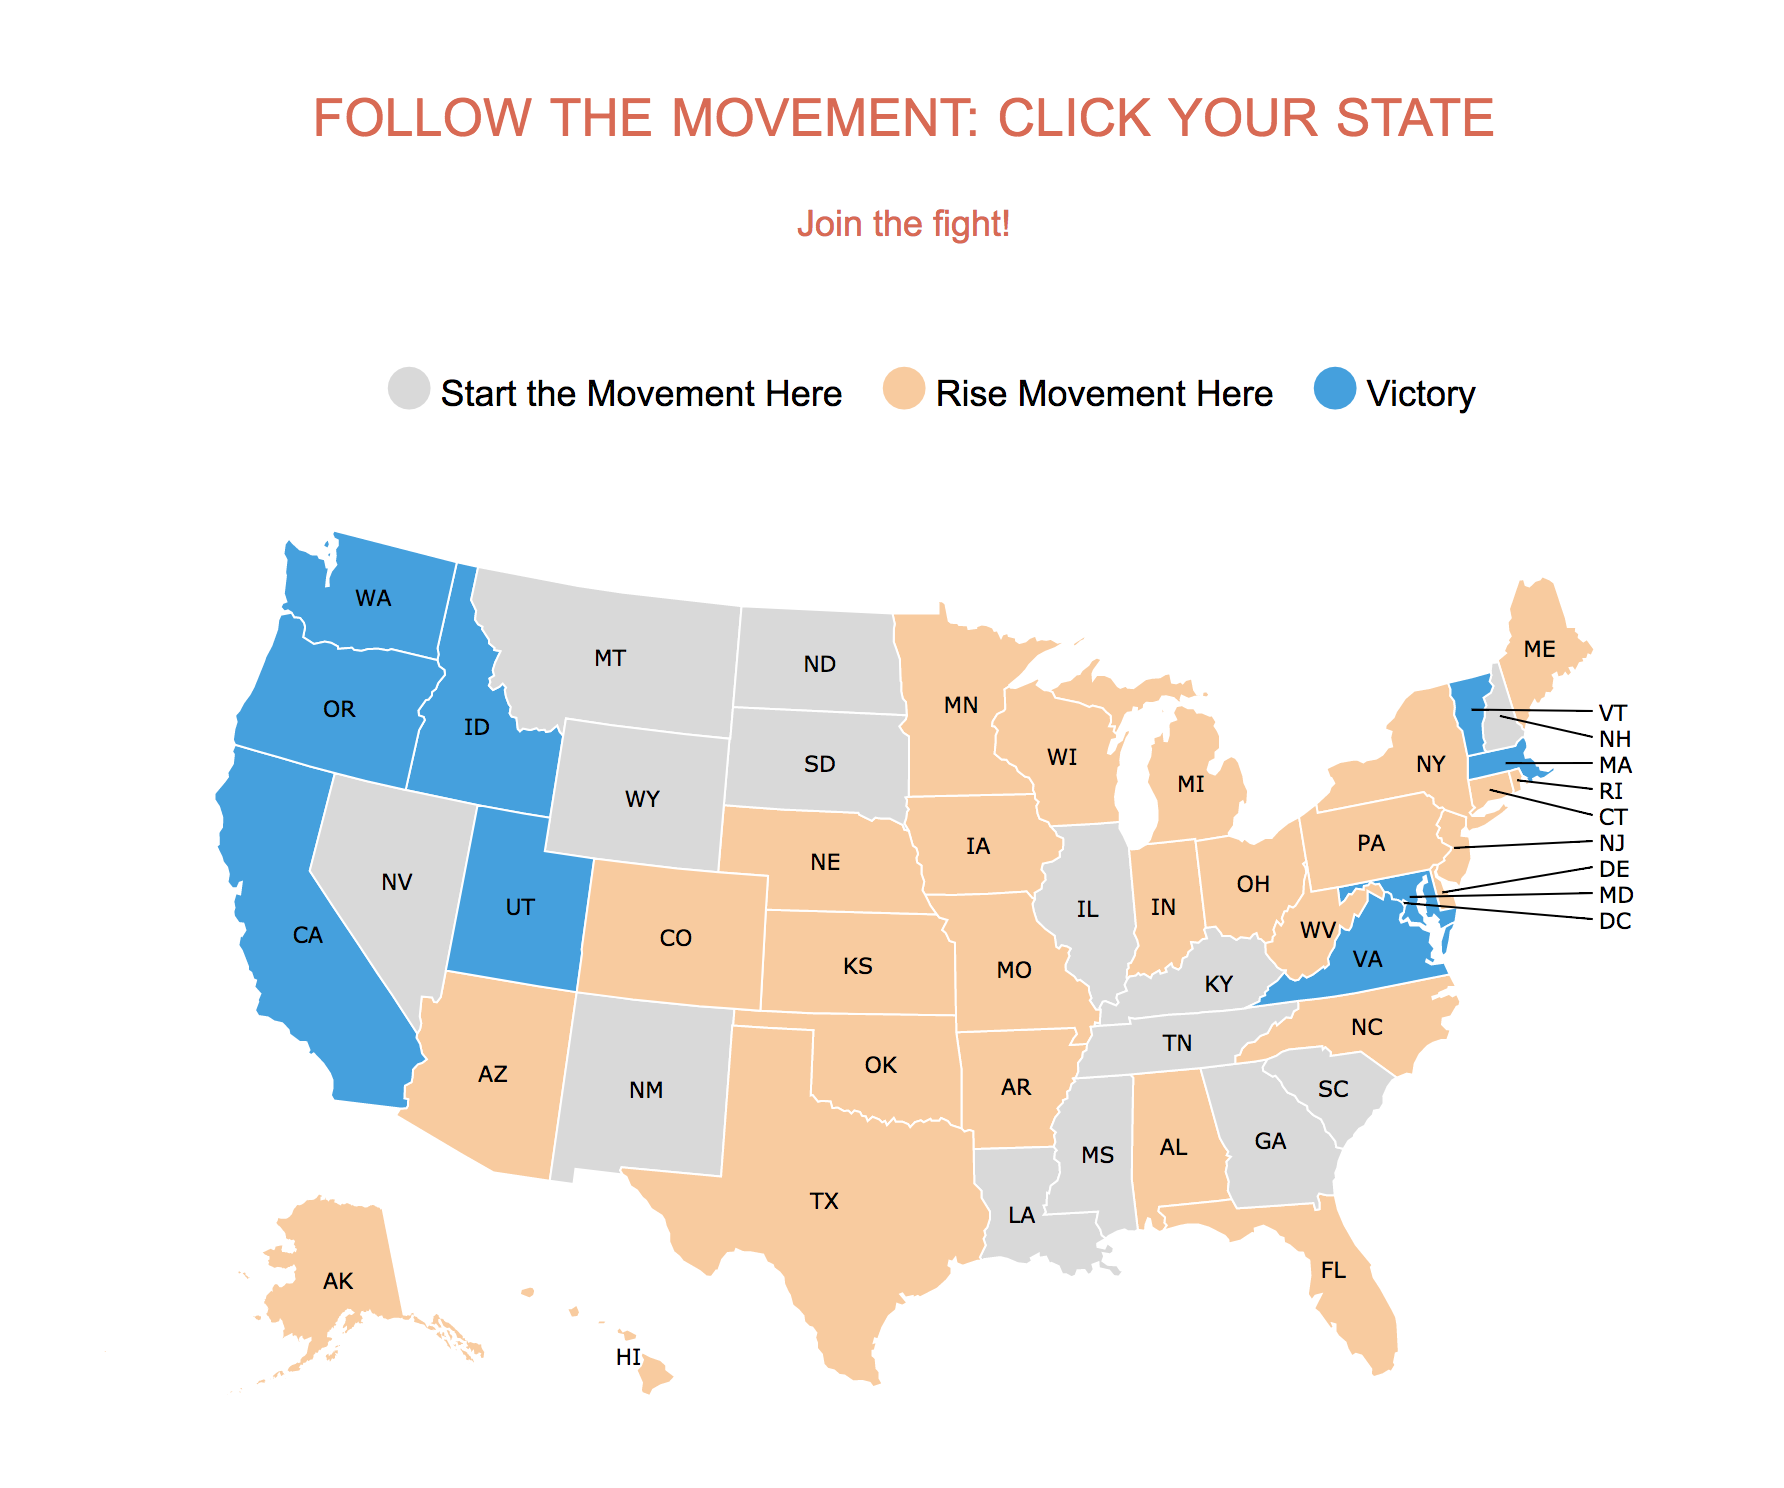 FOLLOW THE MOVEMENT: CLICK YOUR STATE
Join the fight!
Start the Movement Here Rise Movement Here Victory
WA
MT
ND
ME
OR
ID
MN
VT
NH
SD
WI
NY
MA
WY
MI
RI
CT
NE
IA
PA
NJ
NV
UT
OH
DE
CA
CO
IL
IN
MD
WV
DC
KS
MO
KY
VA
AZ
NM
OK
AR
TN
NC
SC
MS
AL
GA
TX
LA
AK
FL
HI